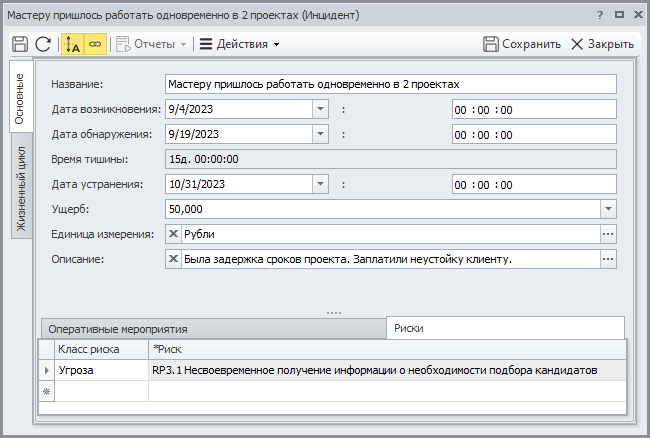 Мастеру пришлось работать одновременно в 2 проектах (Инцидент) ?
Отчеты Действия Сохранить Закрыть
Основные
Жизненный цикл
Название: Мастеру пришлось работать одновременно в 2 проектах
Дата возникновения: 9/4/2023 : 00 : 00 : 00
Дата обнаружения: 9/19/2023 : 00 : 00 : 00
Время тишины: 15д. 00:00:00
Дата устранения: 10/31/2023 : 00 : 00 : 00
Ущерб: 50,000
Единица измерения: Рубли
Описание: Была задержка сроков проекта. Заплатили неустойку клиенту.
Оперативные мероприятия Риски
Класс риска *Риск
Угроза RP3.1 Несвоевременное получение информации о необходимости подбора кандидатов